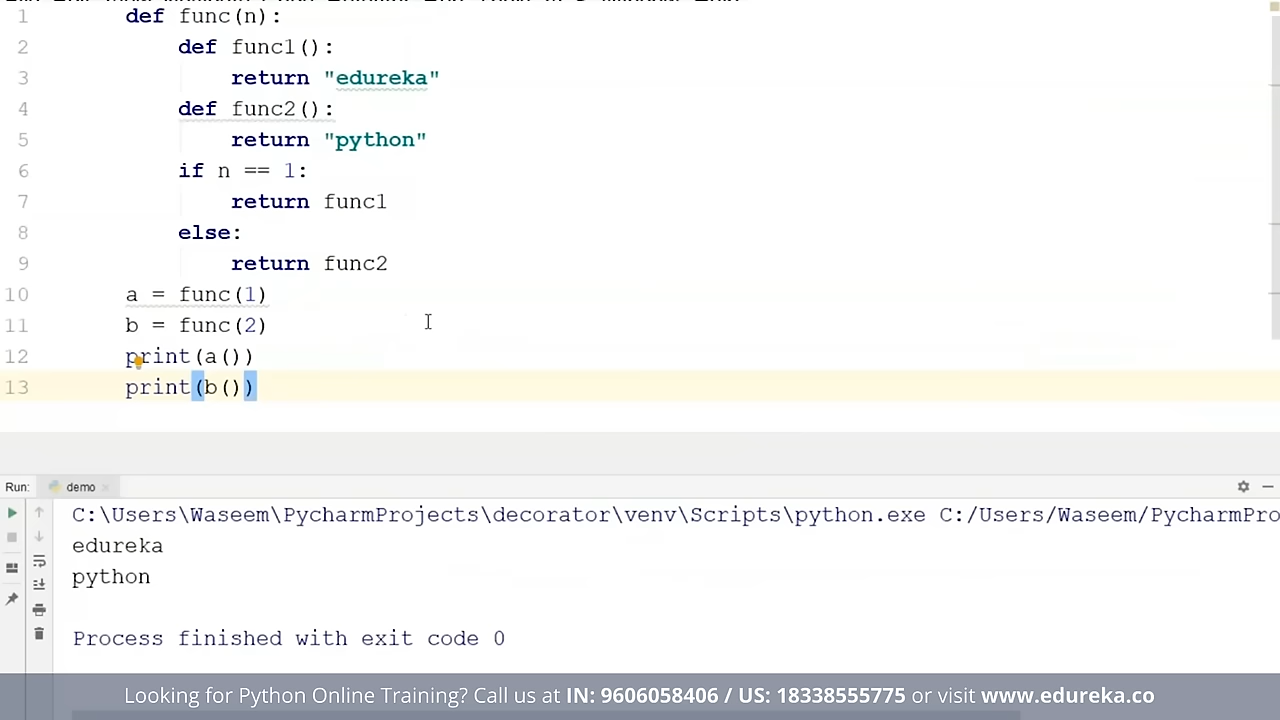 1 def func(n):
2 def func1():
3 return "edureka"
4 def func2():
5 return "python"
6 if n == 1:
7 return func1
8 else:
9 return func2
10 a = func(1)
11 b = func(2)
12 print(a())
13 print(b())
Run: demo
C:\Users\Waseem\PycharmProjects\decorator\venv\Scripts\python.exe C:/Users/Waseem/PycharmPro
edureka
python
Process finished with exit code 0
Looking for Python Online Training? Call us at IN: 9606058406 / US: 18338555775 or visit www.edureka.co